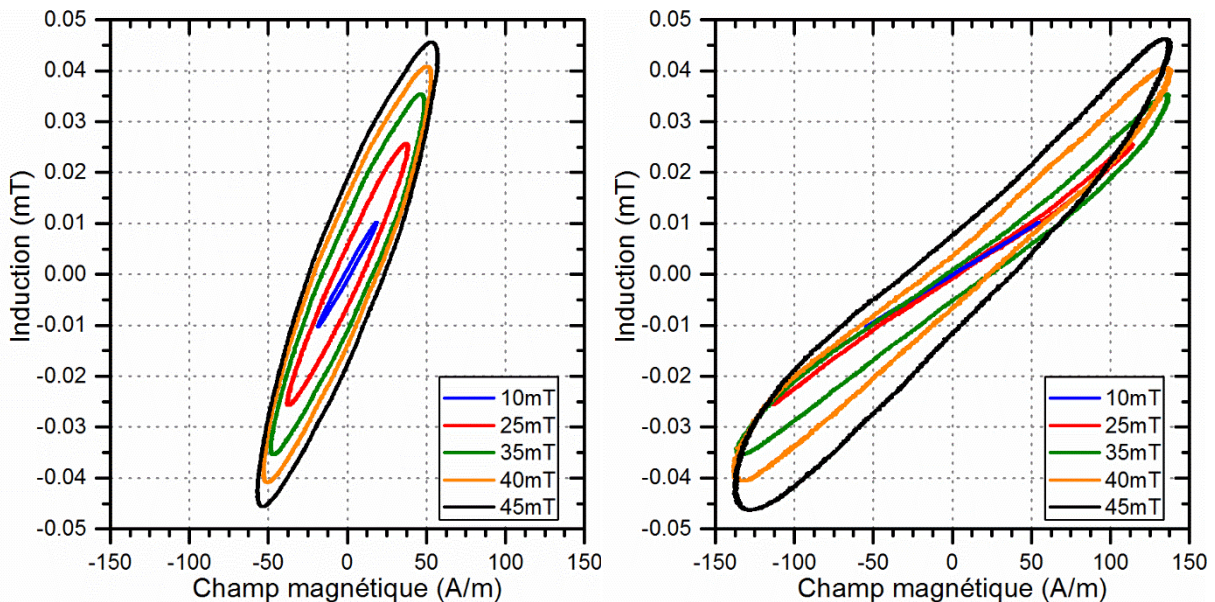 Induction (mT)
0.05
0.04
0.03
0.02
0.01
0.00
-0.01
-0.02
-0.03
-0.04
-0.05
-150 -100 -50 0 50 100 150
Champ magnétique (A/m)
10mT
25mT
35mT
40mT
45mT
Induction (mT)
0.05
0.04
0.03
0.02
0.01
0.00
-0.01
-0.02
-0.03
-0.04
-0.05
-150 -100 -50 0 50 100 150
Champ magnétique (A/m)
10mT
25mT
35mT
40mT
45mT